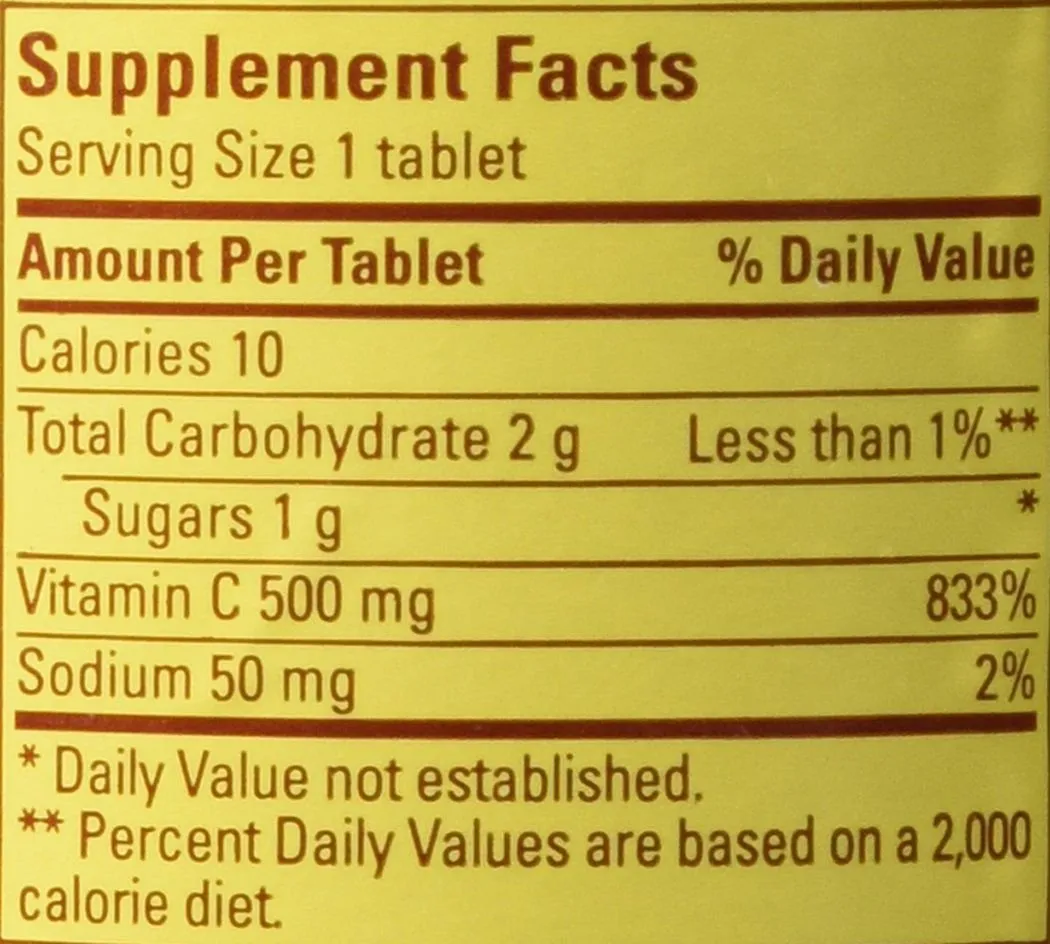 Supplement Facts
Serving Size 1 tablet
Amount Per Tablet % Daily Value
Calories 10
Total Carbohydrate 2 g Less than 1%**
Sugars 1 g *
Vitamin C 500 mg 833%
Sodium 50 mg 2%
* Daily Value not established.
** Percent Daily Values are based on a 2,000
calorie diet.